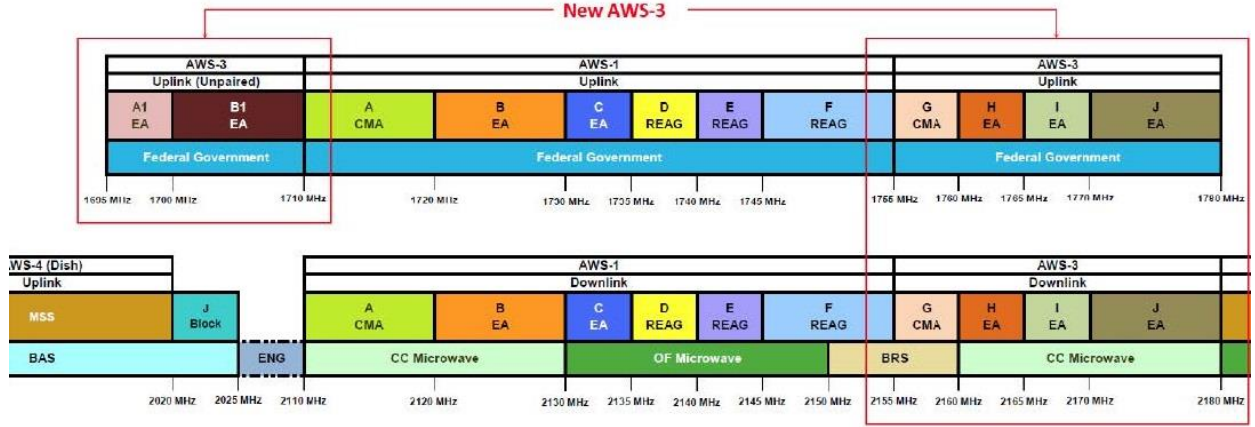 New AWS-3
AWS-3 AWS-1 AWS-3
Uplink (Unpaired) Uplink Uplink
A1 B1 A B C D E F G H I J
EA EA CMA EA EA REAG REAG REAG CMA EA EA EA
Federal Government Federal Government Federal Government
1695 MHz 1700 MHz 1710 MHz 1720 MHz 1730 MHz 1735 MHz 1740 MHz 1745 MHz 1755 MHz 1760 MHz 1765 MHz 1770 MHz 1780 MHz
WS-4 (Dish) AWS-1 AWS-3
Uplink Downlink Downlink
MSS J A B C D E F G H I J
Block CMA EA EA REAG REAG REAG CMA EA EA EA
BAS ENG CC Microwave OF Microwave BRS CC Microwave
2020 MHz 2025 MHz 2110 MHz 2120 MHz 2130 MHz 2135 MHz 2140 MHz 2145 MHz 2150 MHz 2155 MHz 2160 MHz 2165 MHz 2170 MHz 2180 MHz